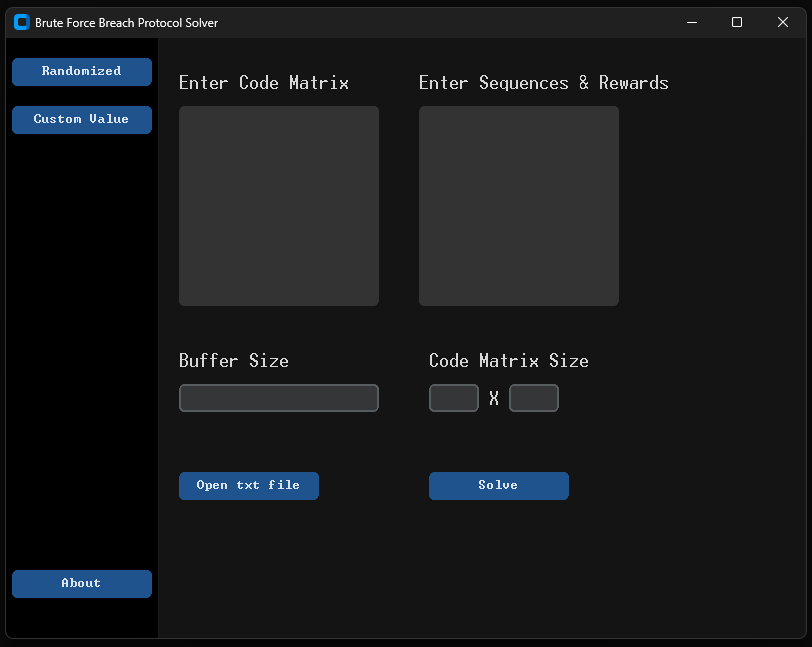 Brute Force Breach Protocol Solver
Randomized
Custom Value
Enter Code Matrix
Enter Sequences & Rewards
Buffer Size
Code Matrix Size
X
Open txt file
Solve
About